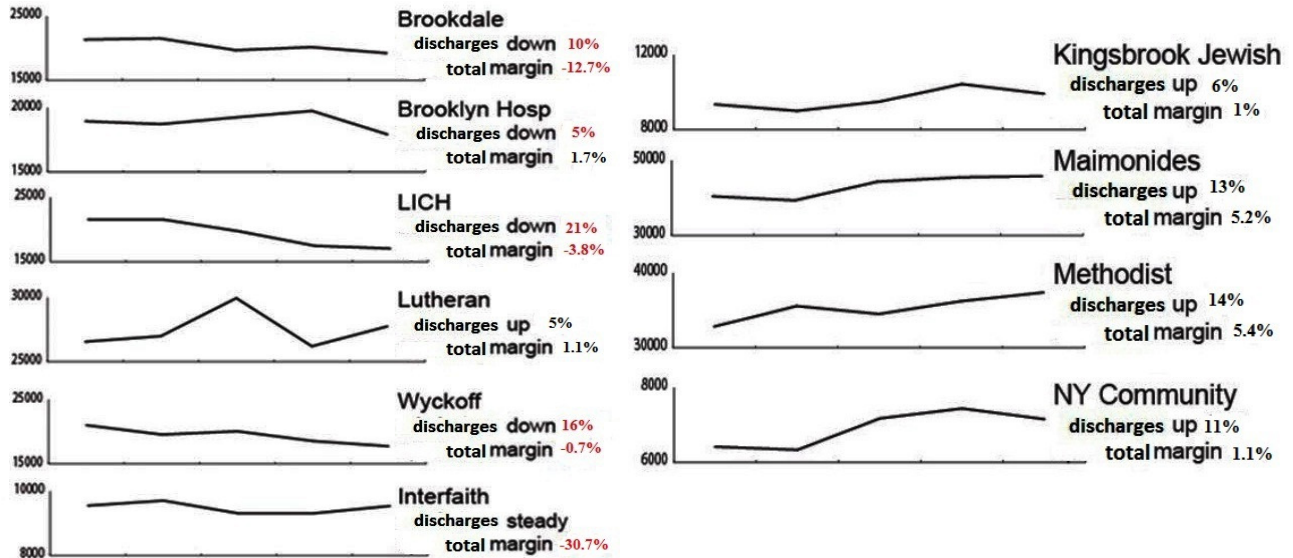 25000
Brookdale
discharges down 10%
total margin -12.7%
15000
20000
Brooklyn Hosp
discharges down 5%
total margin 1.7%
15000
25000
LICH
discharges down 21%
total margin -3.8%
15000
30000
Lutheran
discharges up 5%
total margin 1.1%
25000
25000
Wyckoff
discharges down 16%
total margin -0.7%
15000
10000
Interfaith
discharges steady
total margin -30.7%
8000
12000
Kingsbrook Jewish
discharges up 6%
total margin 1%
8000
50000
Maimonides
discharges up 13%
total margin 5.2%
30000
40000
Methodist
discharges up 14%
total margin 5.4%
30000
8000
NY Community
discharges up 11%
total margin 1.1%
6000